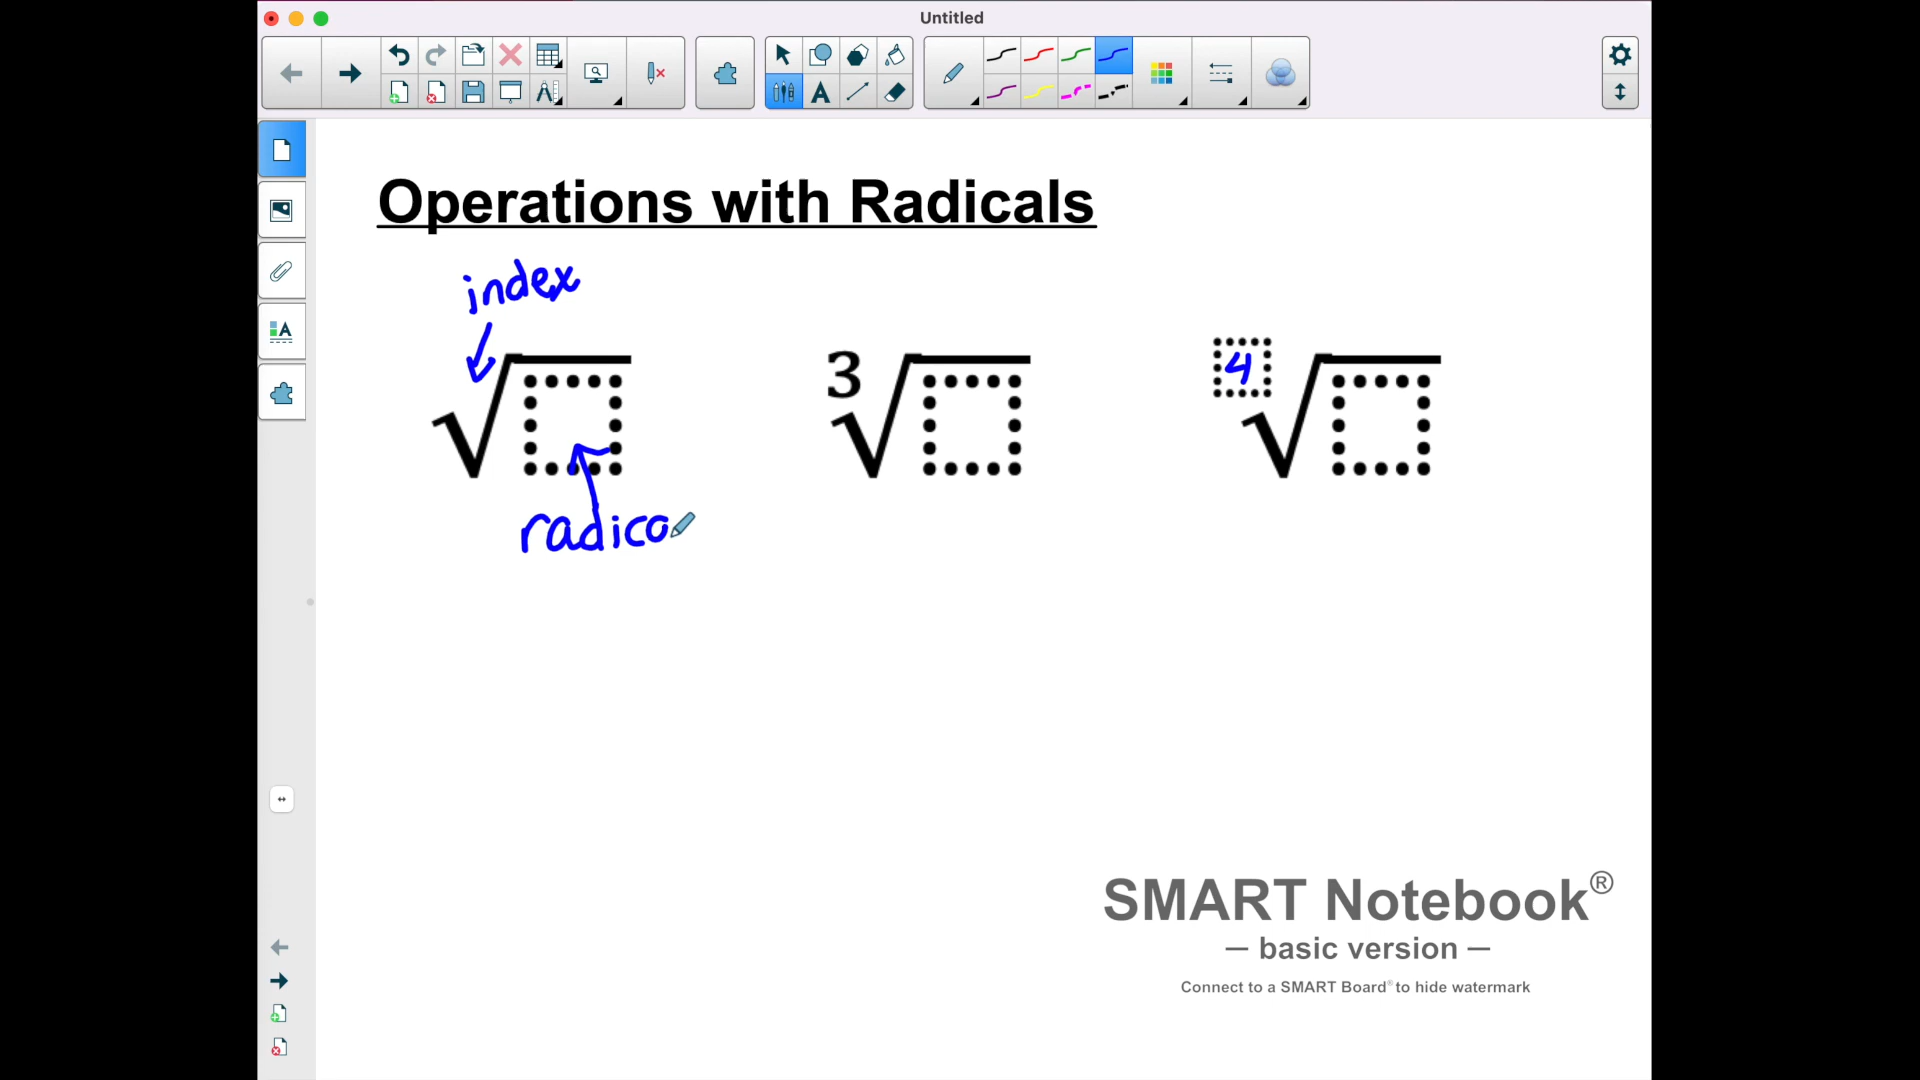 Untitled
Operations with Radicals
index
√
3√
4√
radica
SMART Notebook®
— basic version —
Connect to a SMART Board® to hide watermark